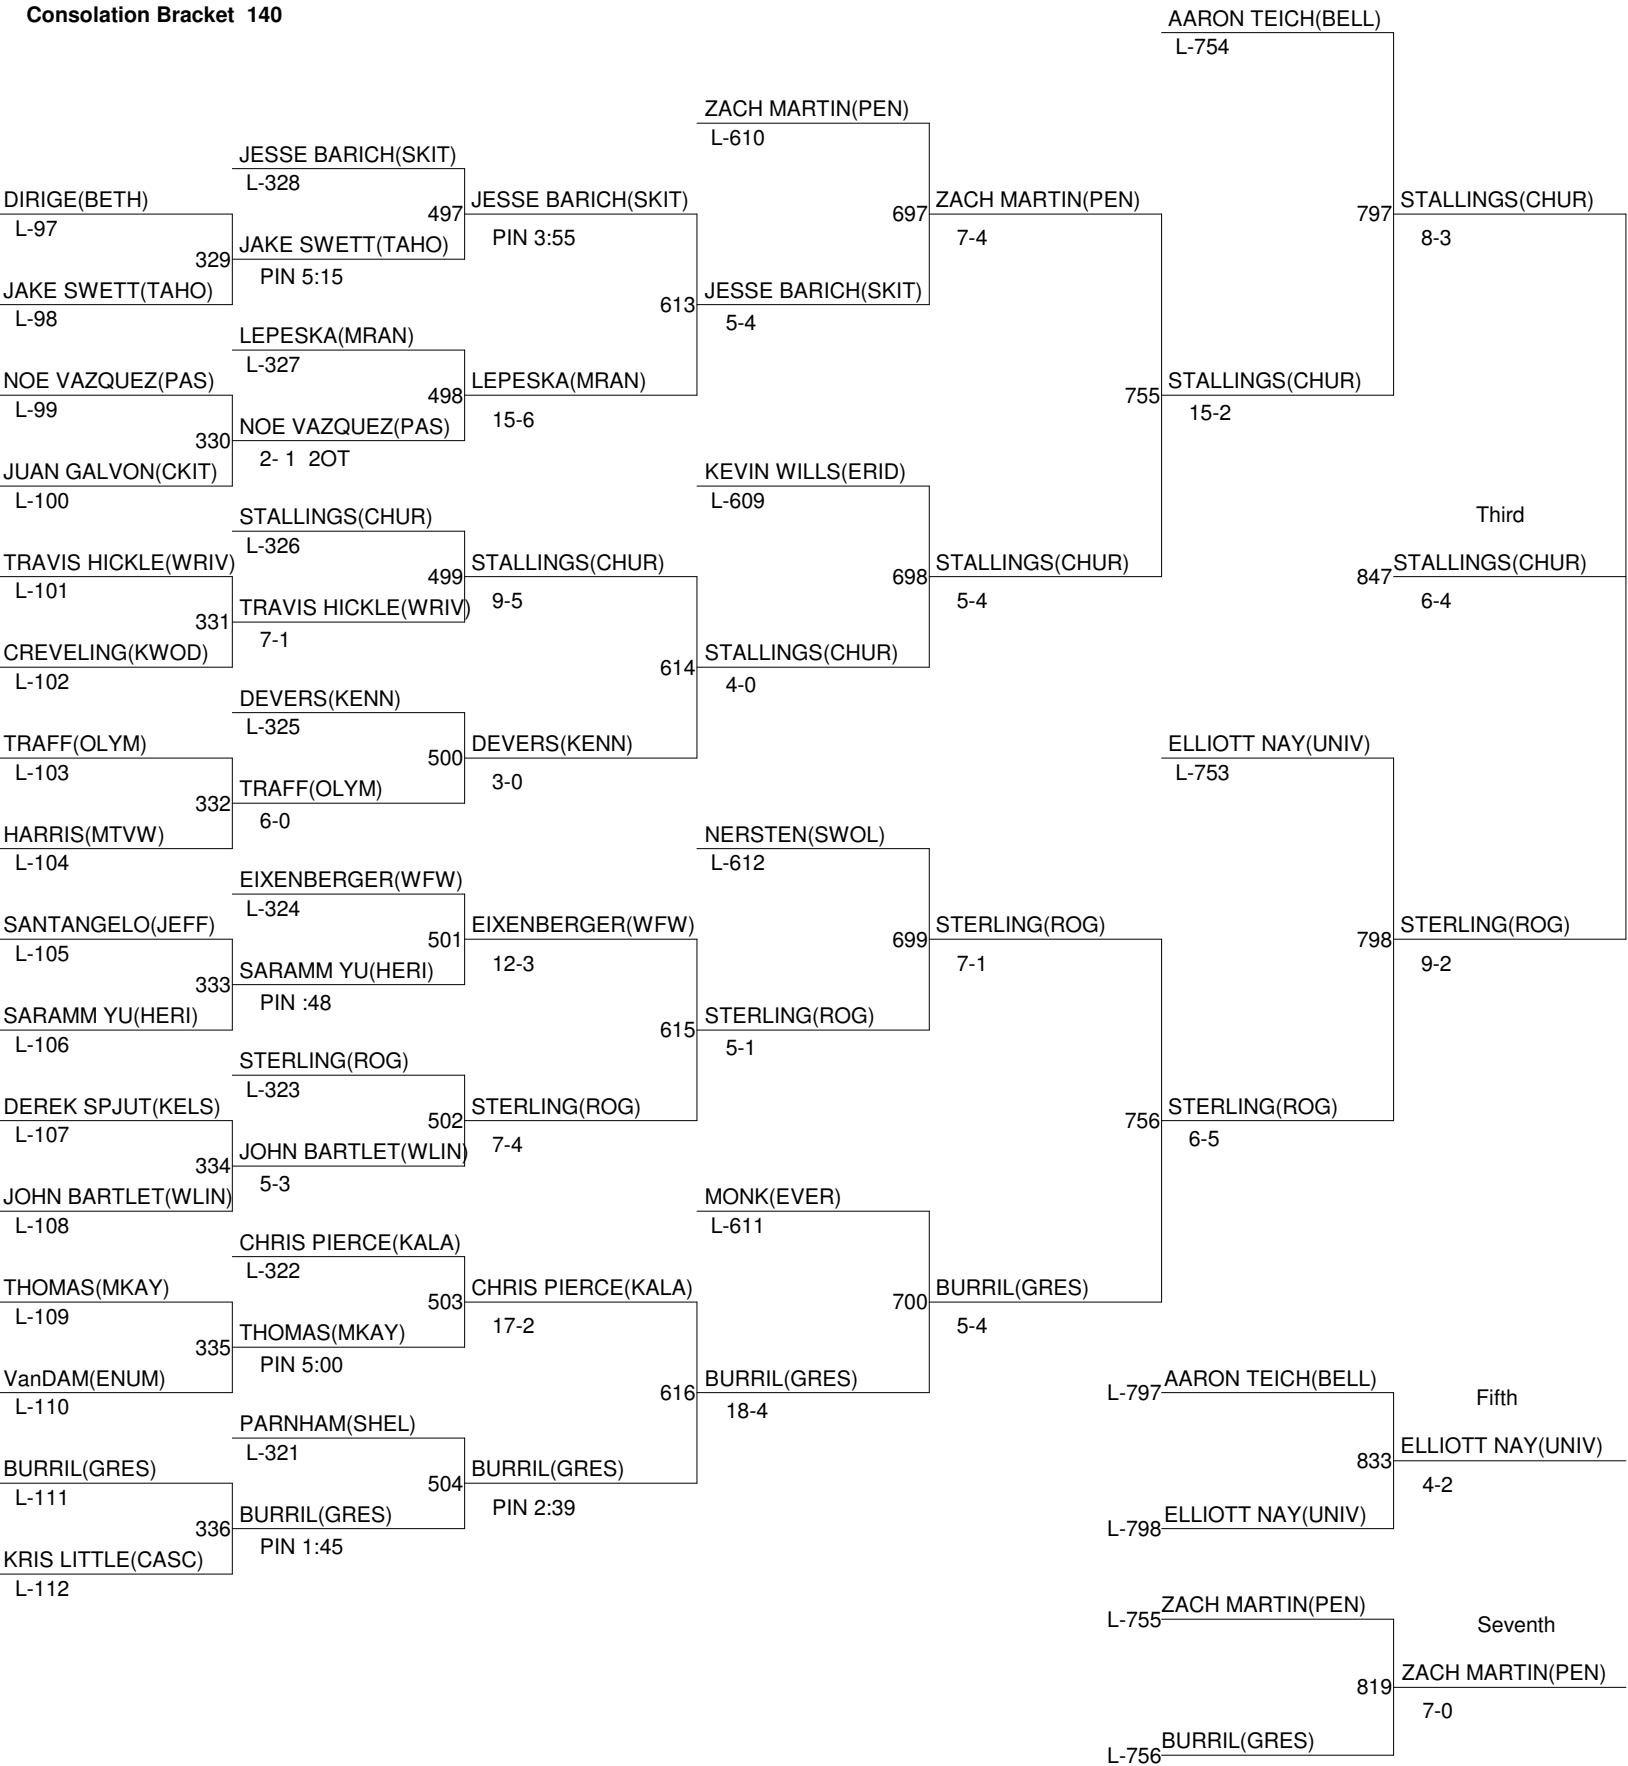 Consolation Bracket  140
AARON TEICH(BELL)
L-754
ZACH MARTIN(PEN)
L-610
JESSE BARICH(SKIT)
L-328
DIRIGE(BETH)
L-97
497
JESSE BARICH(SKIT)
PIN 3:55
697
ZACH MARTIN(PEN)
7-4
797
STALLINGS(CHUR)
8-3
329
JAKE SWETT(TAHO)
PIN 5:15
JAKE SWETT(TAHO)
L-98
613
JESSE BARICH(SKIT)
5-4
LEPESKA(MRAN)
L-327
NOE VAZQUEZ(PAS)
L-99
498
LEPESKA(MRAN)
15-6
755
STALLINGS(CHUR)
15-2
330
NOE VAZQUEZ(PAS)
2- 1  2OT
JUAN GALVON(CKIT)
L-100
KEVIN WILLS(ERID)
L-609
STALLINGS(CHUR)
L-326
Third
TRAVIS HICKLE(WRIV)
L-101
499
STALLINGS(CHUR)
9-5
698
STALLINGS(CHUR)
5-4
847
STALLINGS(CHUR)
6-4
331
TRAVIS HICKLE(WRIV)
7-1
CREVELING(KWOD)
L-102
614
STALLINGS(CHUR)
4-0
DEVERS(KENN)
L-325
TRAFF(OLYM)
L-103
500
DEVERS(KENN)
3-0
ELLIOTT NAY(UNIV)
L-753
332
TRAFF(OLYM)
6-0
HARRIS(MTVW)
L-104
NERSTEN(SWOL)
L-612
EIXENBERGER(WFW)
L-324
SANTANGELO(JEFF)
L-105
501
EIXENBERGER(WFW)
12-3
699
STERLING(ROG)
7-1
798
STERLING(ROG)
9-2
333
SARAMM YU(HERI)
PIN :48
SARAMM YU(HERI)
L-106
615
STERLING(ROG)
5-1
STERLING(ROG)
L-323
DEREK SPJUT(KELS)
L-107
502
STERLING(ROG)
7-4
756
STERLING(ROG)
6-5
334
JOHN BARTLET(WLIN)
5-3
JOHN BARTLET(WLIN)
L-108
MONK(EVER)
L-611
CHRIS PIERCE(KALA)
L-322
THOMAS(MKAY)
L-109
503
CHRIS PIERCE(KALA)
17-2
700
BURRIL(GRES)
5-4
335
THOMAS(MKAY)
PIN 5:00
VanDAM(ENUM)
L-110
616
BURRIL(GRES)
18-4
L-797
AARON TEICH(BELL)
Fifth
PARNHAM(SHEL)
L-321
833
ELLIOTT NAY(UNIV)
4-2
BURRIL(GRES)
L-111
504
BURRIL(GRES)
PIN 2:39
336
BURRIL(GRES)
PIN 1:45
L-798
ELLIOTT NAY(UNIV)
KRIS LITTLE(CASC)
L-112
L-755
ZACH MARTIN(PEN)
Seventh
819
ZACH MARTIN(PEN)
7-0
L-756
BURRIL(GRES)